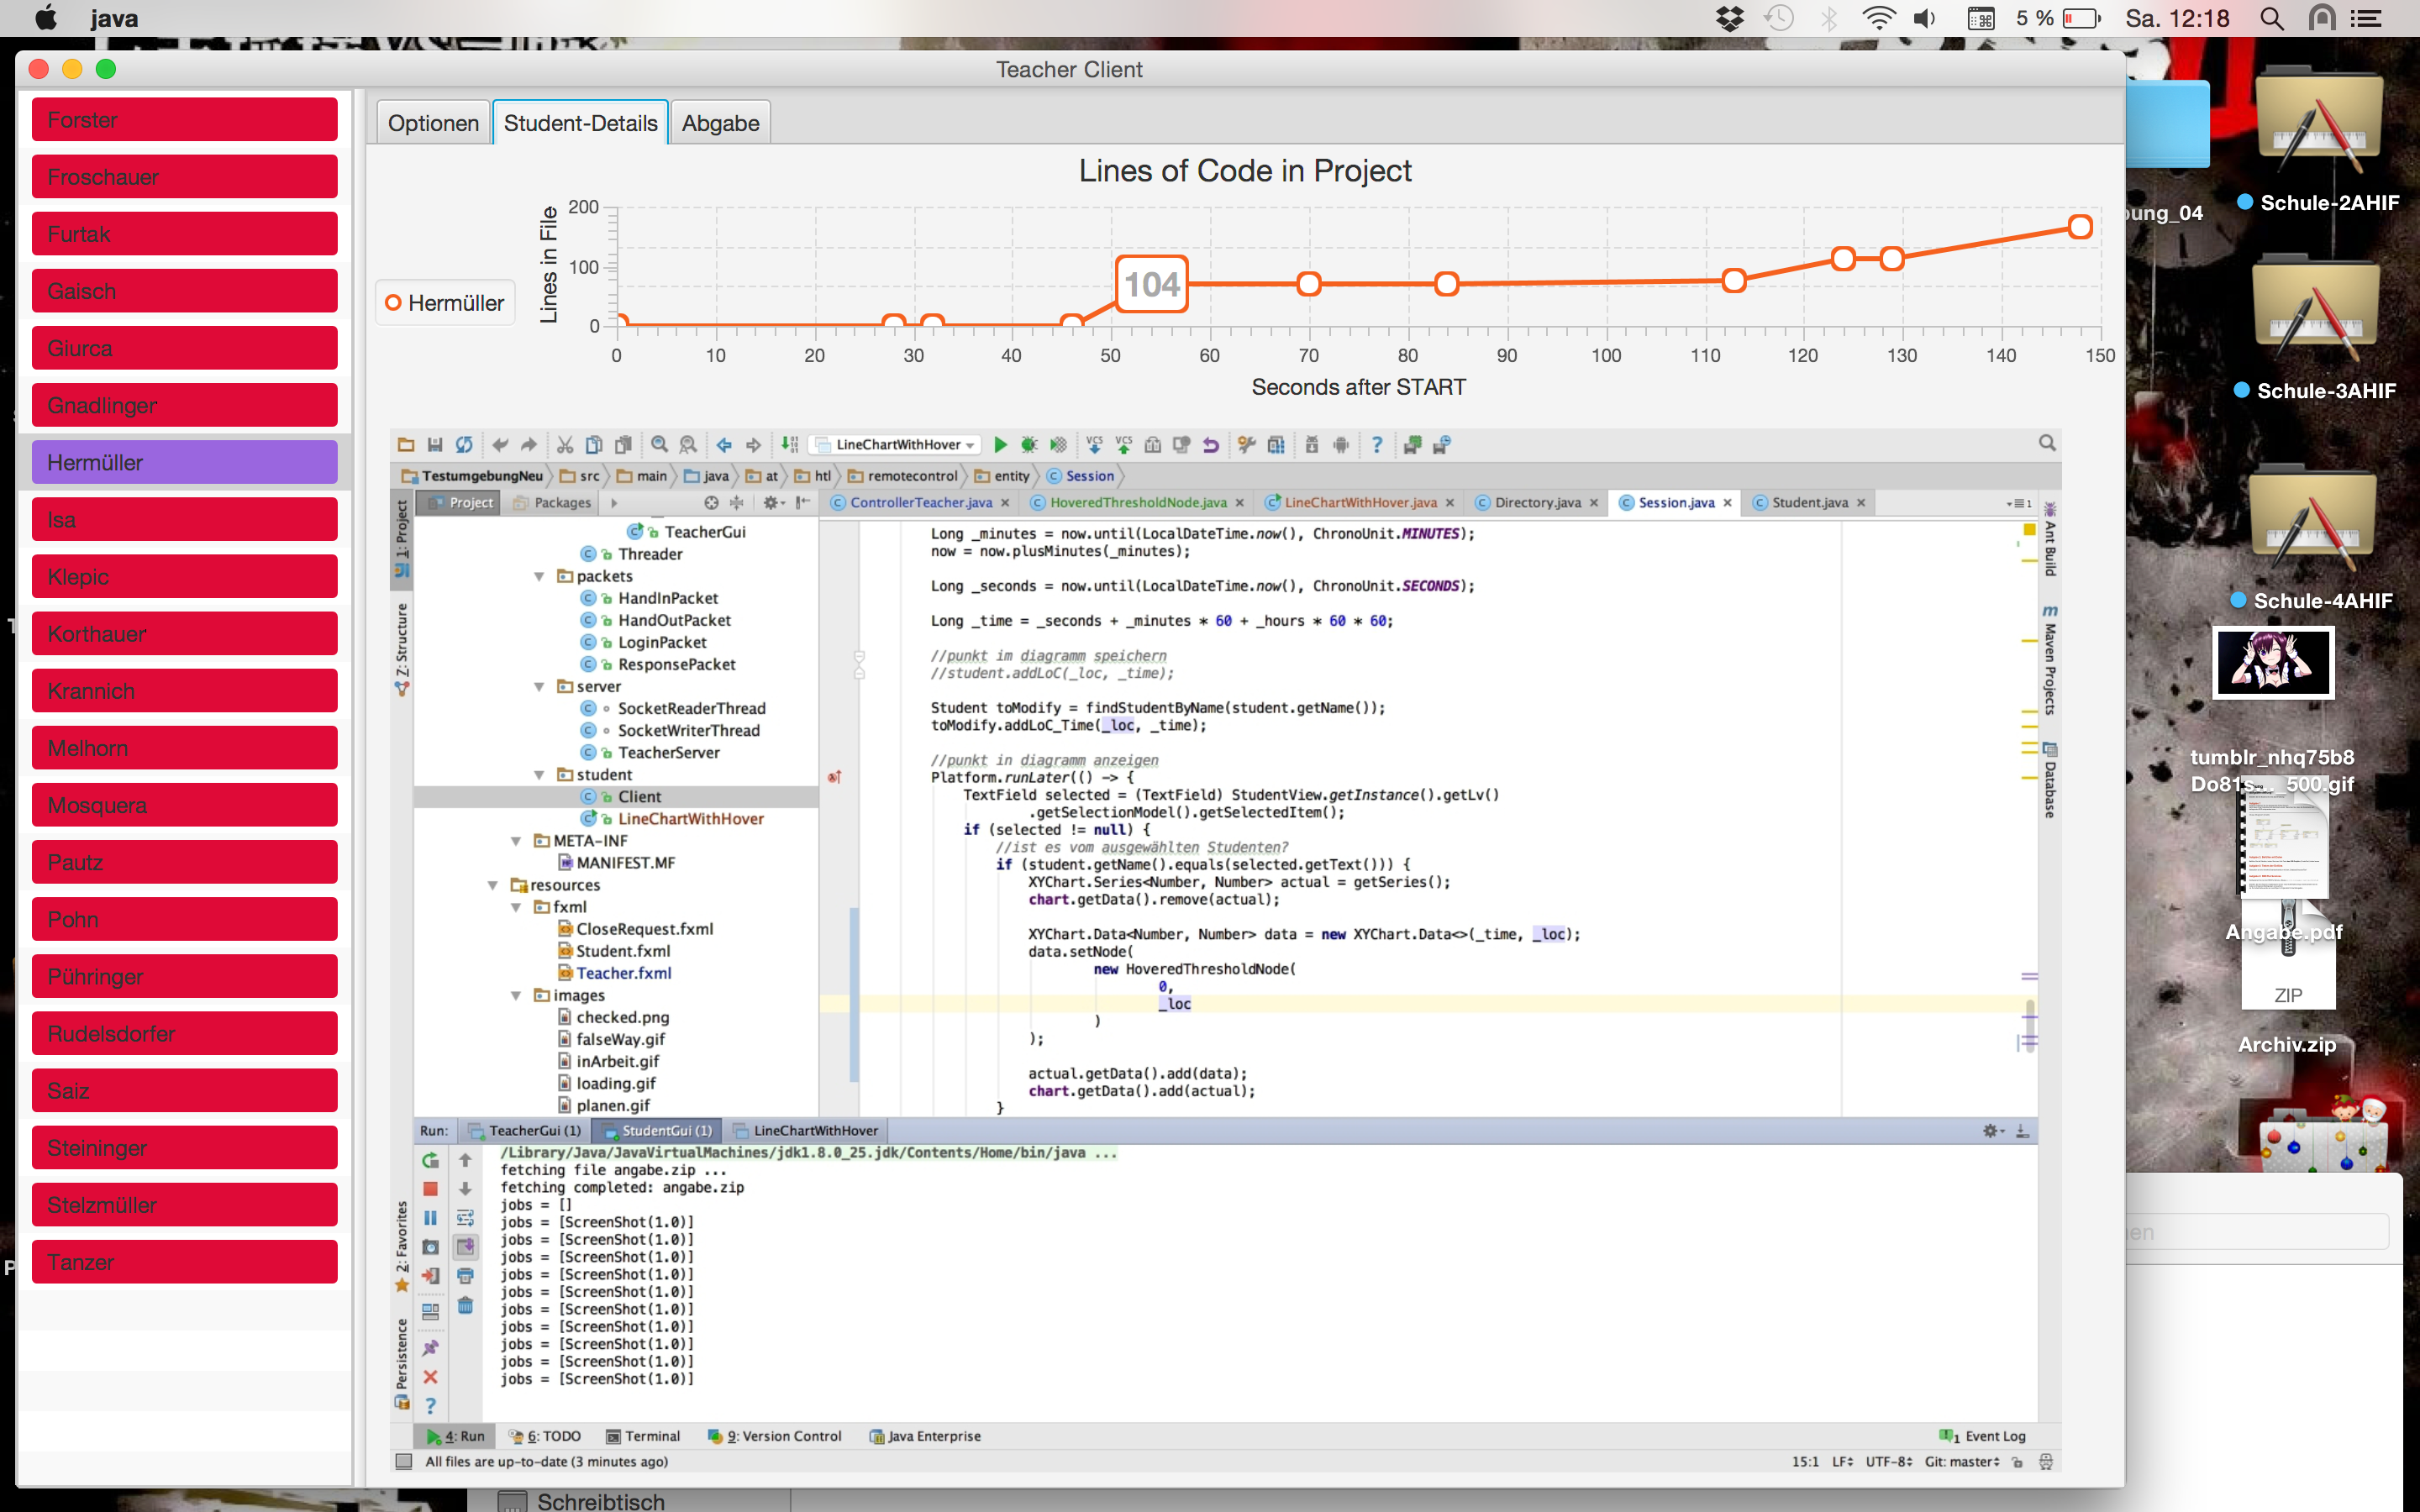 java
5 %
Sa. 12:18
Teacher Client
Forster
Froschauer
Furtak
Gaisch
Giurca
Gnadlinger
Hermüller
Isa
Klepic
Korthauer
Krannich
Melhorn
Mosquera
Pautz
Pohn
Pühringer
Rudelsdorfer
Saiz
Steininger
Stelzmüller
Tanzer
Optionen
Student-Details
Abgabe
Lines of Code in Project
Lines in File
200
100
0
104
Hermüller
0 10 20 30 40 50 60 70 80 90 100 110 120 130 140 150
Seconds after START
LineChartWithHover
TestumgebungNeu src main java at htl remotecontrol entity Session
Project Packages
ControllerTeacher.java HoveredThresholdNode.java LineChartWithHover.java Directory.java Session.java Student.java
1: Project
Z: Structure
2: Favorites
Persistence
TeacherGui
Threader
packets
HandInPacket
HandOutPacket
LoginPacket
ResponsePacket
server
SocketReaderThread
SocketWriterThread
TeacherServer
student
Client
LineChartWithHover
META-INF
MANIFEST.MF
resources
fxml
CloseRequest.fxml
Student.fxml
Teacher.fxml
images
checked.png
falseWay.gif
inArbeit.gif
loading.gif
planen.gif
Long _minutes = now.until(LocalDateTime.now(), ChronoUnit.MINUTES);
now = now.plusMinutes(_minutes);
Long _seconds = now.until(LocalDateTime.now(), ChronoUnit.SECONDS);
Long _time = _seconds + _minutes * 60 + _hours * 60 * 60;
//punkt im diagramm speichern
//student.addLoC(_loc, _time);
Student toModify = findStudentByName(student.getName());
toModify.addLoC_Time(_loc, _time);
//punkt in diagramm anzeigen
Platform.runLater(() -> {
TextField selected = (TextField) StudentView.getInstance().getLv()
.getSelectionModel().getSelectedItem();
if (selected != null) {
//ist es vom ausgewählten Studenten?
if (student.getName().equals(selected.getText())) {
XYChart.Series<Number, Number> actual = getSeries();
chart.getData().remove(actual);
XYChart.Data<Number, Number> data = new XYChart.Data<>(_time, _loc);
data.setNode(
new HoveredThresholdNode(
0,
_loc
)
);
actual.getData().add(data);
chart.getData().add(actual);
}
1
Ant Build
Maven Projects
Database
Run: TeacherGui (1) StudentGui (1) LineChartWithHover
/Library/Java/JavaVirtualMachines/jdk1.8.0_25.jdk/Contents/Home/bin/java ...
fetching file angabe.zip ...
fetching completed: angabe.zip
jobs = []
jobs = [ScreenShot(1.0)]
jobs = [ScreenShot(1.0)]
jobs = [ScreenShot(1.0)]
jobs = [ScreenShot(1.0)]
jobs = [ScreenShot(1.0)]
jobs = [ScreenShot(1.0)]
jobs = [ScreenShot(1.0)]
jobs = [ScreenShot(1.0)]
jobs = [ScreenShot(1.0)]
jobs = [ScreenShot(1.0)]
4: Run 6: TODO Terminal 9: Version Control Java Enterprise 1 Event Log
All files are up-to-date (3 minutes ago) 15:1 LF UTF-8 Git: master
Schreibtisch
ung_04
Schule-2AHIF
Schule-3AHIF
Schule-4AHIF
tumblr_nhq75b8
Do81s... 500.gif
Angabe.pdf
ZIP
Archiv.zip
en